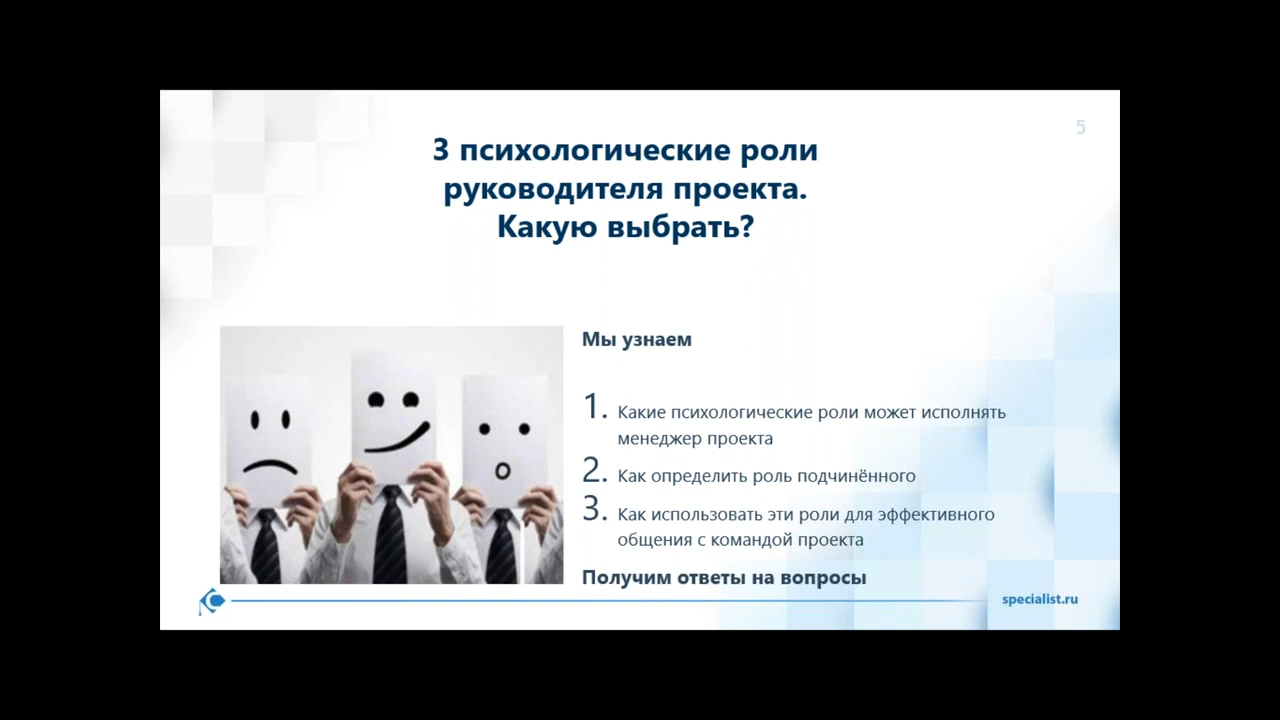 5
3 психологические роли
руководителя проекта.
Какую выбрать?
Мы узнаем
1. Какие психологические роли может исполнять
менеджер проекта
2. Как определить роль подчинённого
3. Как использовать эти роли для эффективного
общения с командой проекта
Получим ответы на вопросы
specialist.ru